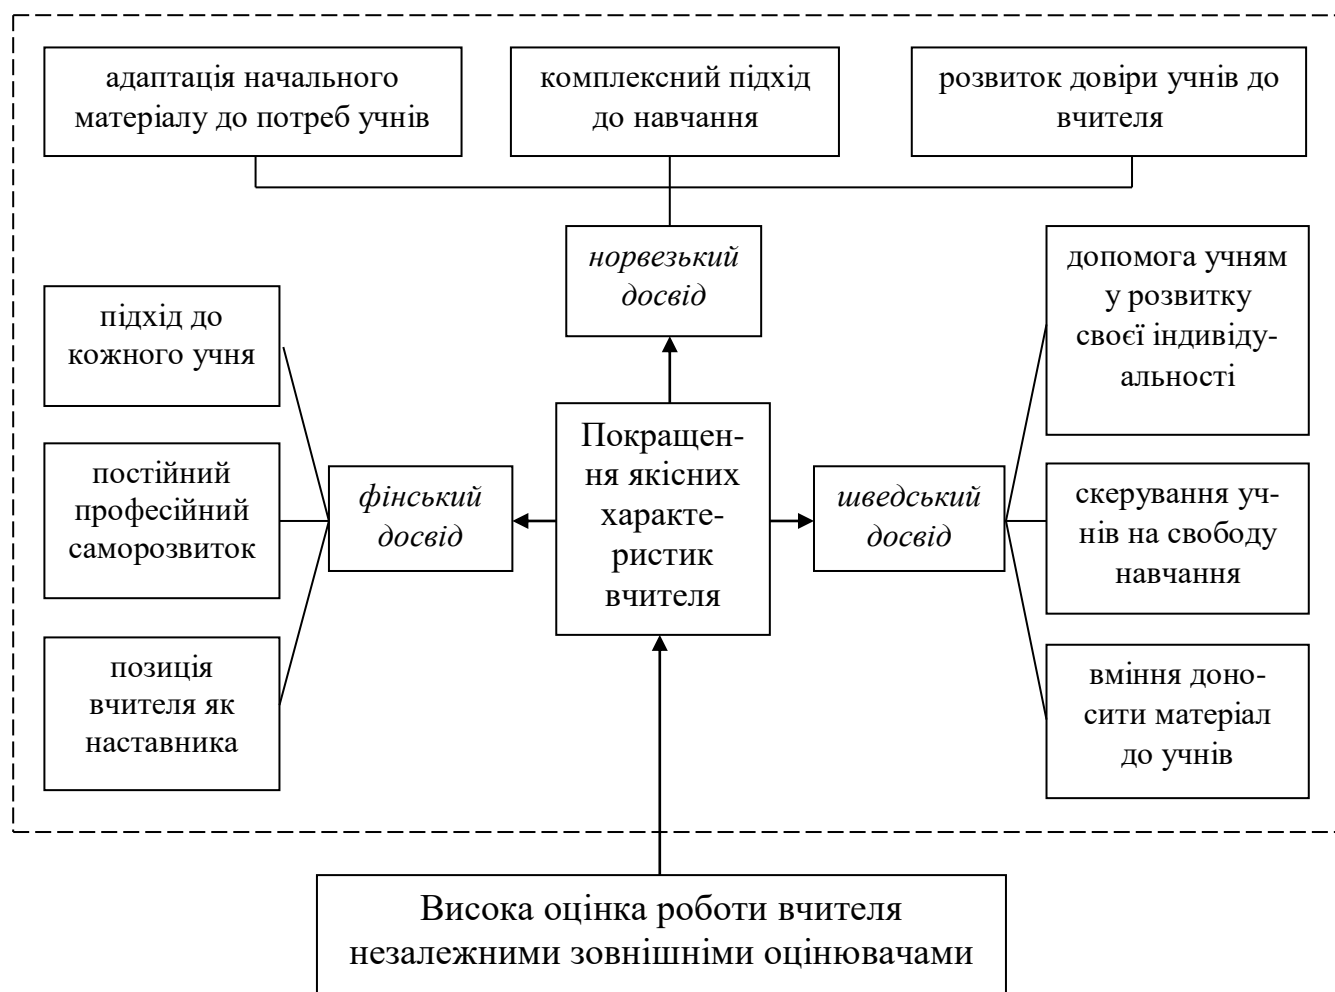 адаптація начального
матеріалу до потреб учнів
комплексний підхід
до навчання
розвиток довіри учнів до
вчителя
норвезький
досвід
підхід до
кожного учня
постійний
професійний
саморозвиток
позиція
вчителя як
наставника
фінський
досвід
Покращен-
ня якісних
характе-
ристик
вчителя
шведський
досвід
допомога учням
у розвитку
своєї індивіду-
альності
скерування уч-
нів на свободу
навчання
вміння доно-
сити матеріал
до учнів
Висока оцінка роботи вчителя
незалежними зовнішніми оцінювачами